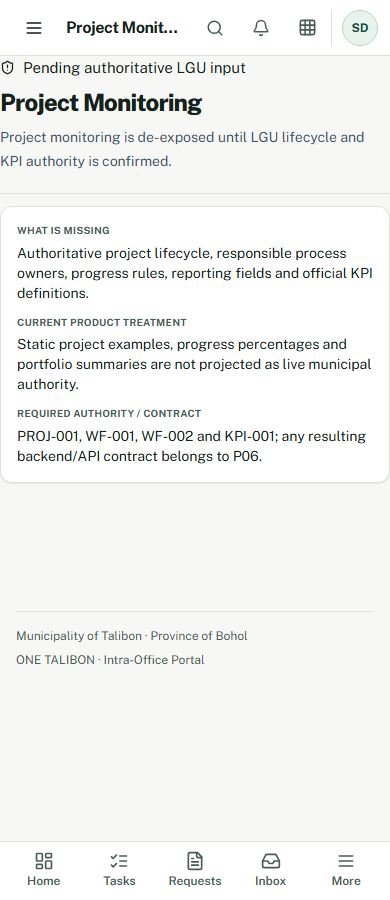 Project Monit...
SD
Pending authoritative LGU input
Project Monitoring
Project monitoring is de-exposed until LGU lifecycle and
KPI authority is confirmed.
WHAT IS MISSING
Authoritative project lifecycle, responsible process
owners, progress rules, reporting fields and official KPI
definitions.
CURRENT PRODUCT TREATMENT
Static project examples, progress percentages and
portfolio summaries are not projected as live municipal
authority.
REQUIRED AUTHORITY / CONTRACT
PROJ-001, WF-001, WF-002 and KPI-001; any resulting
backend/API contract belongs to P06.
Municipality of Talibon · Province of Bohol
ONE TALIBON · Intra-Office Portal
Home
Tasks
Requests
Inbox
More